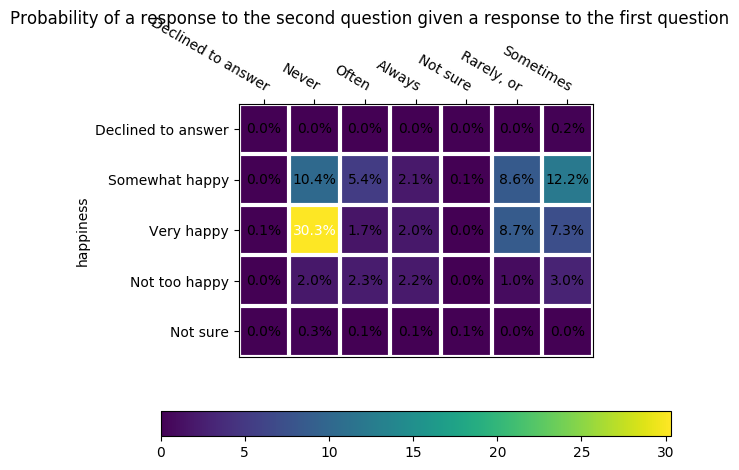 Probability of a response to the second question given a response to the first question
Declined to answer Never Often Always Not sure Rarely, or Sometimes
happiness
Declined to answer 0.0% 0.0% 0.0% 0.0% 0.0% 0.0% 0.2%
Somewhat happy 0.0% 10.4% 5.4% 2.1% 0.1% 8.6% 12.2%
Very happy 0.1% 30.3% 1.7% 2.0% 0.0% 8.7% 7.3%
Not too happy 0.0% 2.0% 2.3% 2.2% 0.0% 1.0% 3.0%
Not sure 0.0% 0.3% 0.1% 0.1% 0.1% 0.0% 0.0%
0 5 10 15 20 25 30